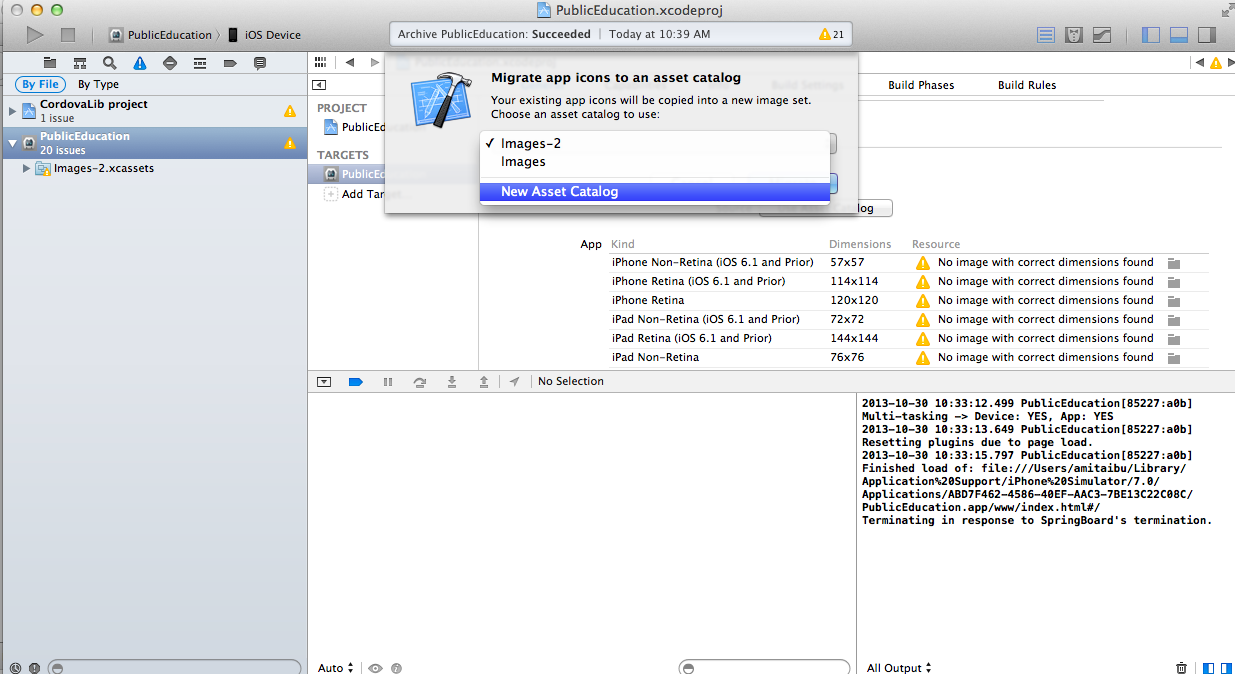 PublicEducation.xcodeproj
PublicEducation 〉 iOS Device
Archive PublicEducation: Succeeded | Today at 10:39 AM
21
By File By Type
CordovaLib project
1 issue
PublicEducation
20 issues
Images-2.xcassets
PROJECT
PublicEd
TARGETS
PublicEd
Add Tar
Build Settings
Build Phases
Build Rules
Migrate app icons to an asset catalog
Your existing app icons will be copied into a new image set.
Choose an asset catalog to use:
✓ Images-2
Images
New Asset Catalog
log
App
Kind Dimensions Resource
iPhone Non-Retina (iOS 6.1 and Prior) 57x57 No image with correct dimensions found
iPhone Retina (iOS 6.1 and Prior) 114x114 No image with correct dimensions found
iPhone Retina 120x120 No image with correct dimensions found
iPad Non-Retina (iOS 6.1 and Prior) 72x72 No image with correct dimensions found
iPad Retina (iOS 6.1 and Prior) 144x144 No image with correct dimensions found
iPad Non-Retina 76x76 No image with correct dimensions found
No Selection
2013-10-30 10:33:12.499 PublicEducation[85227:a0b]
Multi-tasking -> Device: YES, App: YES
2013-10-30 10:33:13.649 PublicEducation[85227:a0b]
Resetting plugins due to page load.
2013-10-30 10:33:15.797 PublicEducation[85227:a0b]
Finished load of: file:///Users/amitaibu/Library/
Application%20Support/iPhone%20Simulator/7.0/
Applications/ABD7F462-4586-40EF-AAC3-7BE13C22C08C/
PublicEducation.app/www/index.html#/
Terminating in response to SpringBoard's termination.
Auto
All Output